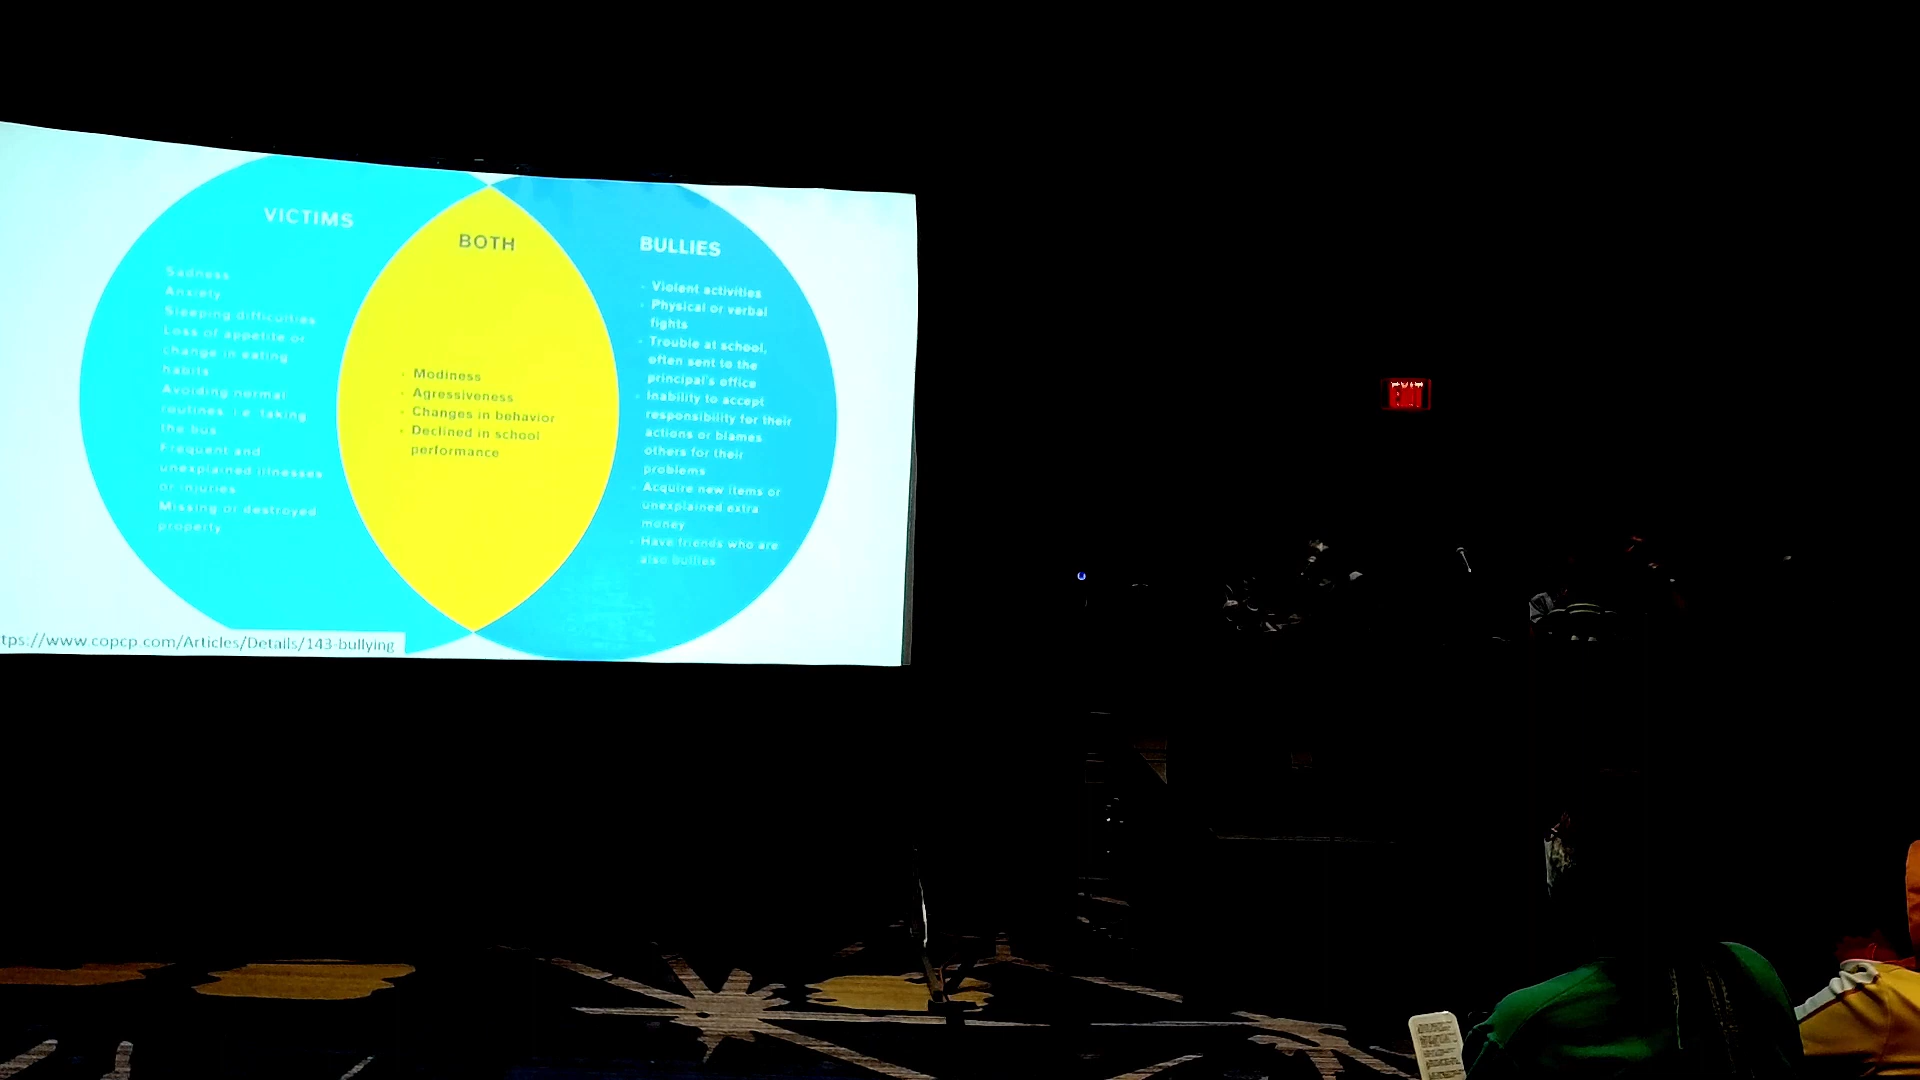 VICTIMS
Sadness
Anxiety
Sleeping difficulties
Loss of appetite or
change in eating
habits
Avoiding normal
routines i.e. taking
the bus
Frequent and
unexplained illnesses
or injuries
Missing or destroyed
property
BOTH
- Modiness
- Agressiveness
- Changes in behavior
- Declined in school
performance
BULLIES
- Violent activities
- Physical or verbal
fights
- Trouble at school,
often sent to the
principal's office
- Inability to accept
responsibility for their
actions or blames
others for their
problems
- Acquire new items or
unexplained extra
money
- Have friends who are
also bullies
tps://www.copcp.com/Articles/Details/143-bullying